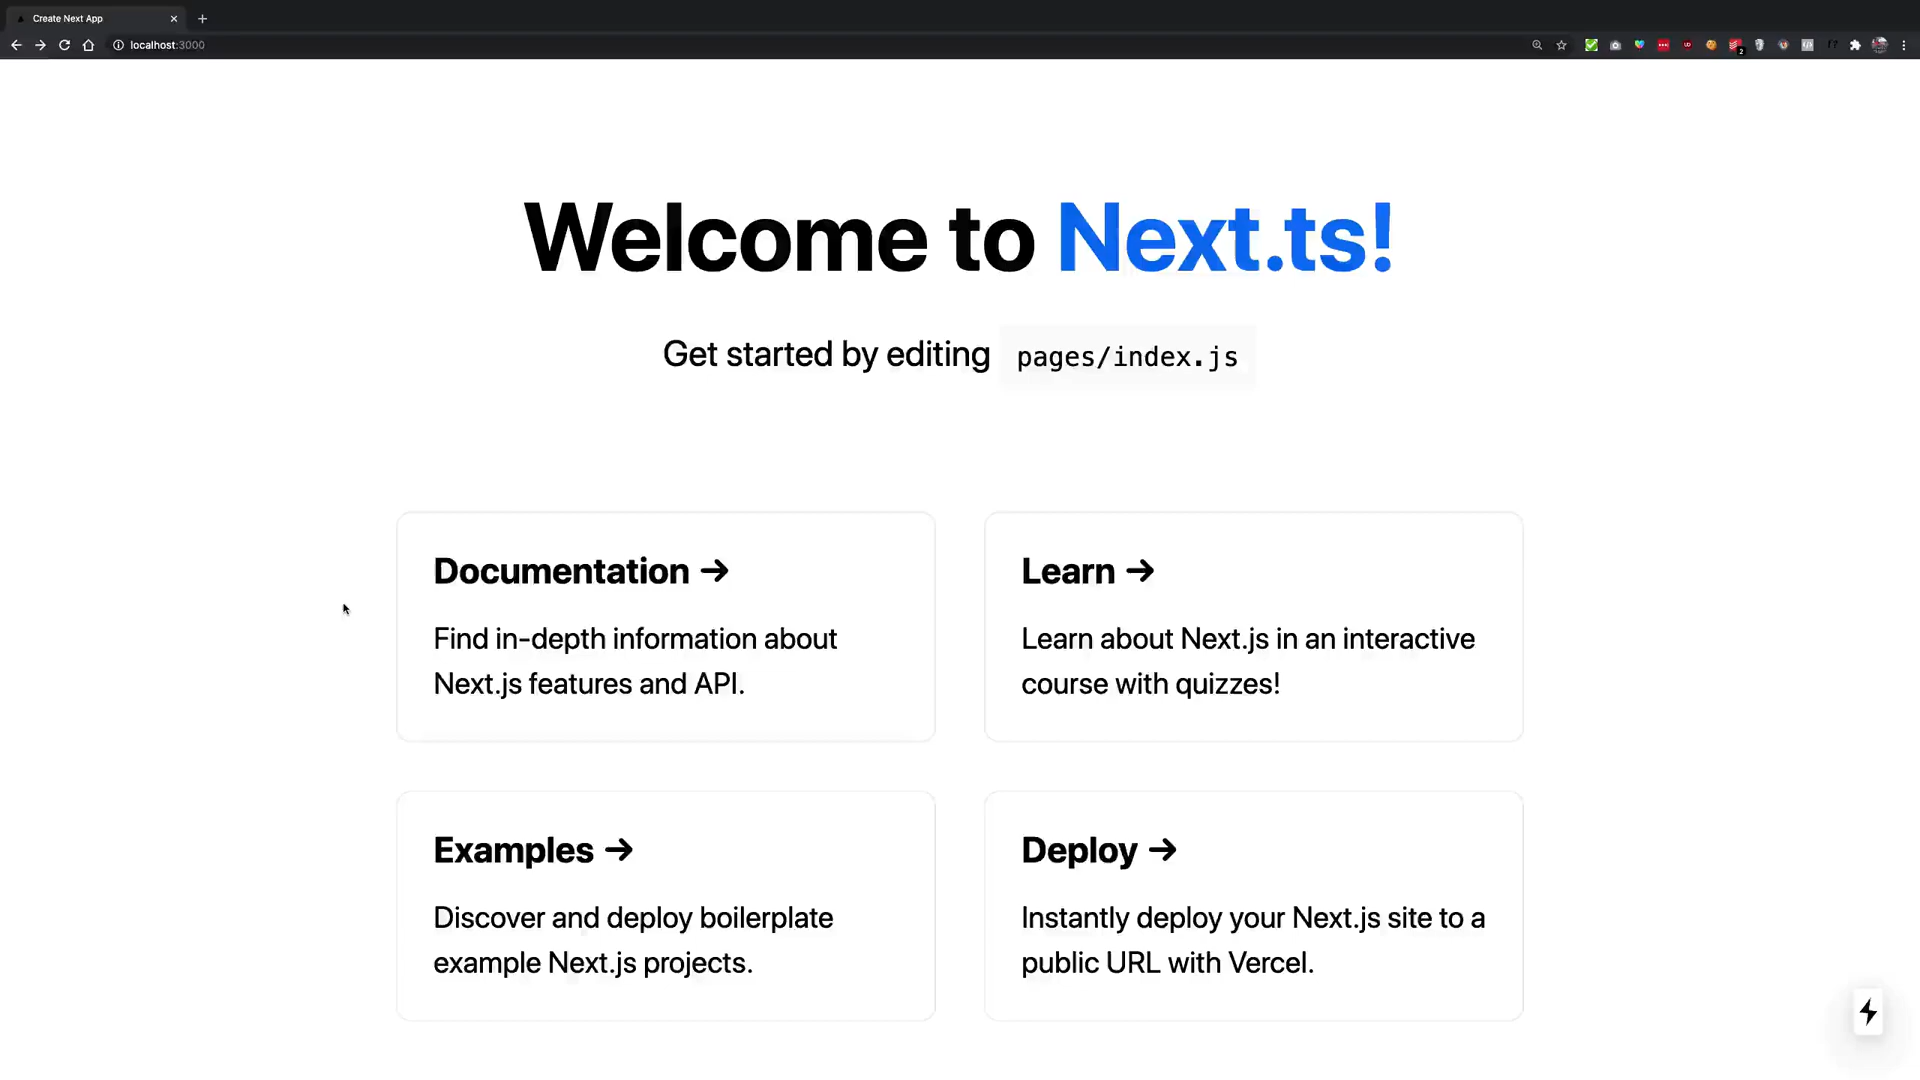 Create Next App
localhost:3000
2
Welcome to Next.ts!
Get started by editing pages/index.js
Documentation →
Find in-depth information about
Next.js features and API.
Learn →
Learn about Next.js in an interactive
course with quizzes!
Examples →
Discover and deploy boilerplate
example Next.js projects.
Deploy →
Instantly deploy your Next.js site to a
public URL with Vercel.